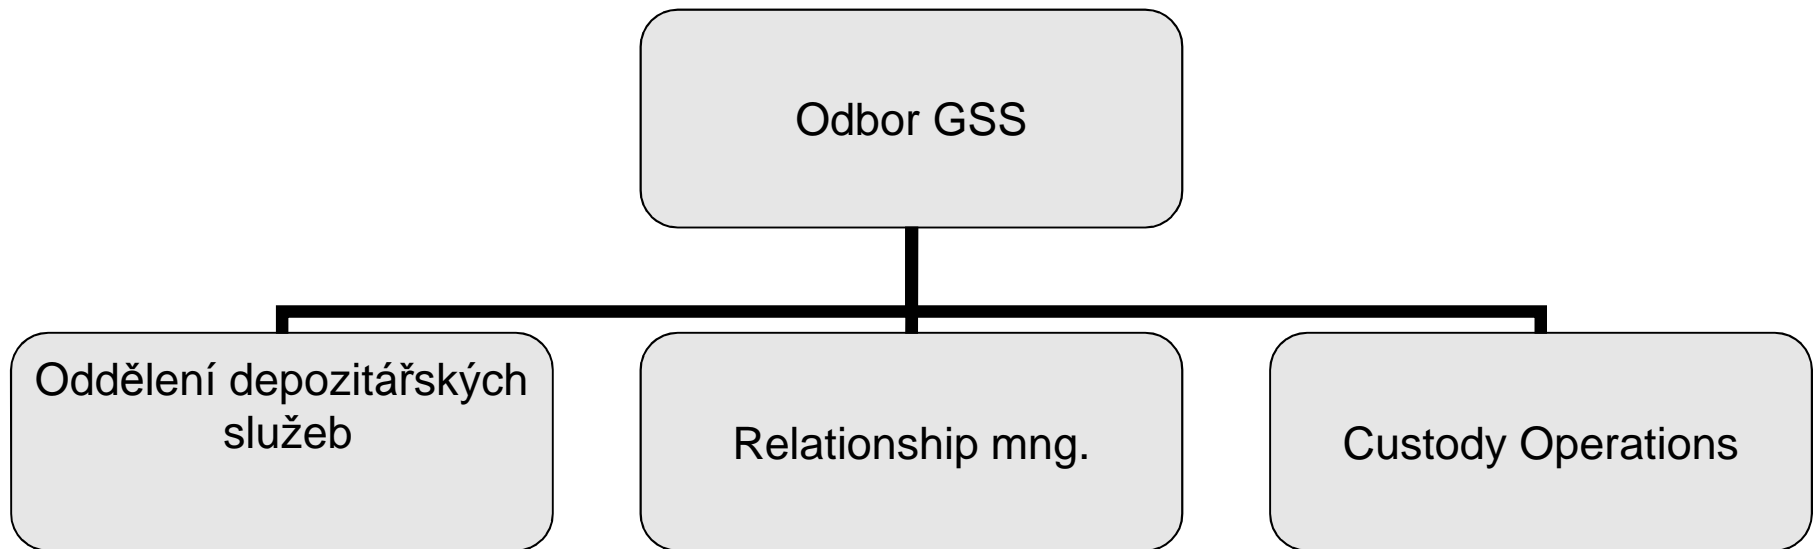 Odbor GSS
Oddělení depozitářských
služeb
Relationship mng.
Custody Operations